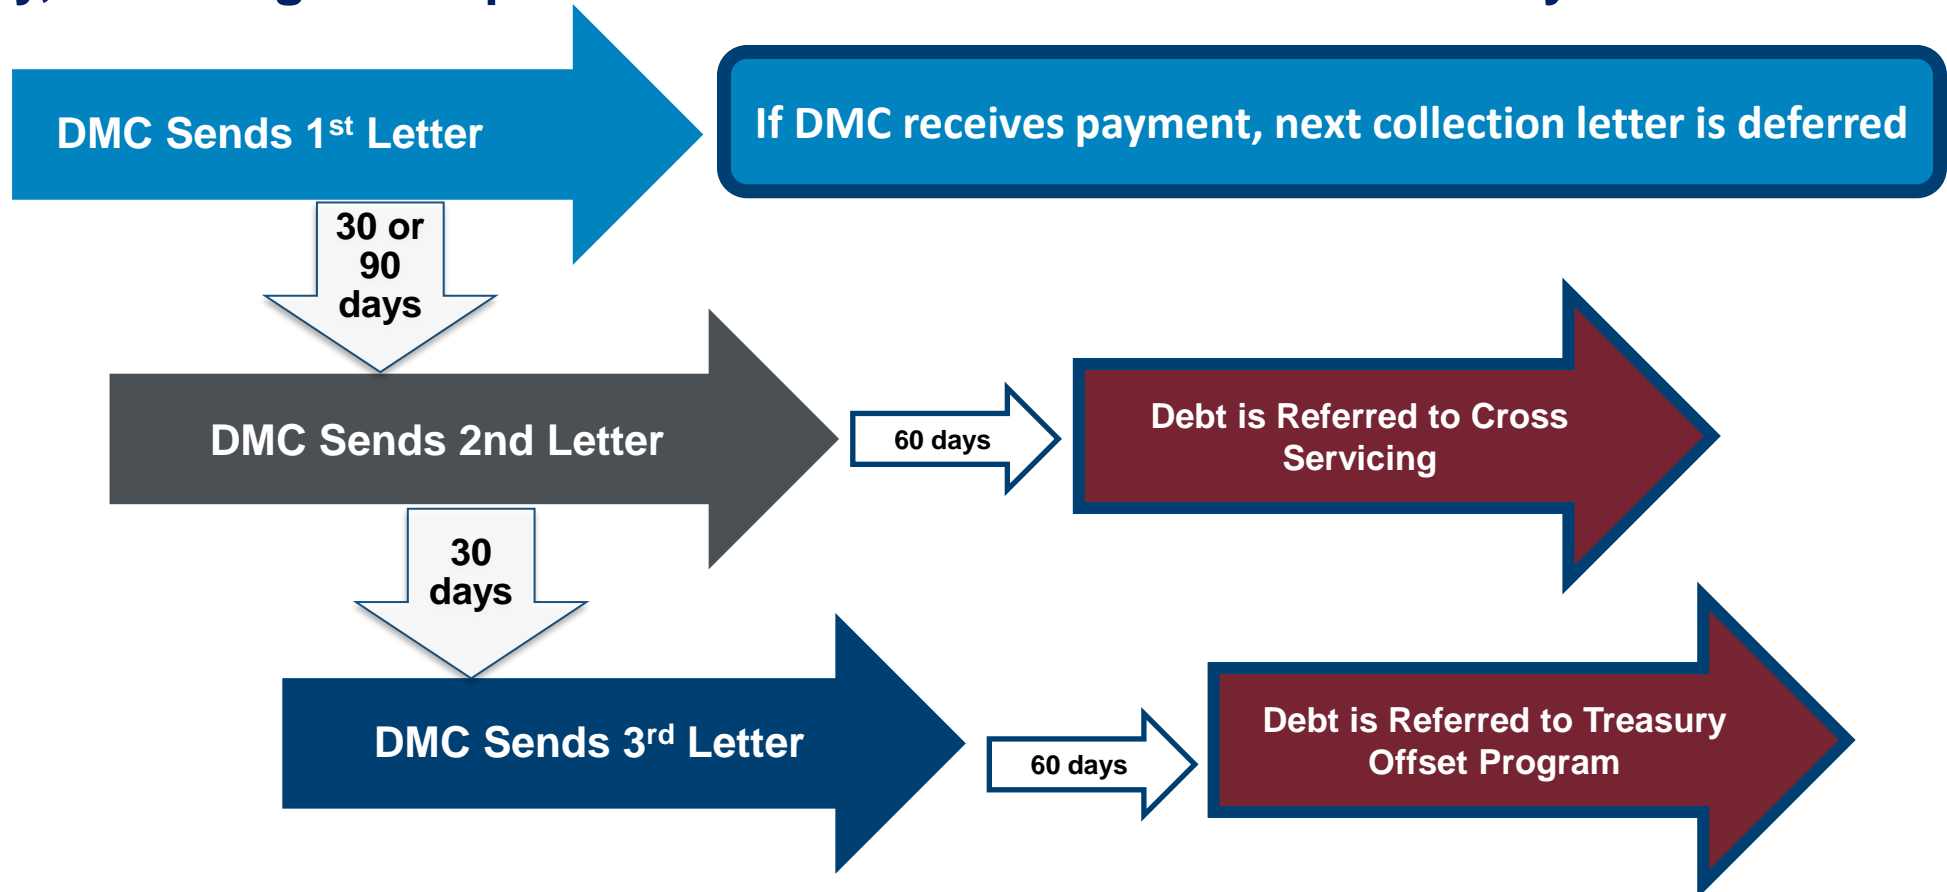 DMC Sends 1st Letter
If DMC receives payment, next collection letter is deferred
30 or
90
days
DMC Sends 2nd Letter
60 days
Debt is Referred to Cross
Servicing
30
days
DMC Sends 3rd Letter
60 days
Debt is Referred to Treasury
Offset Program